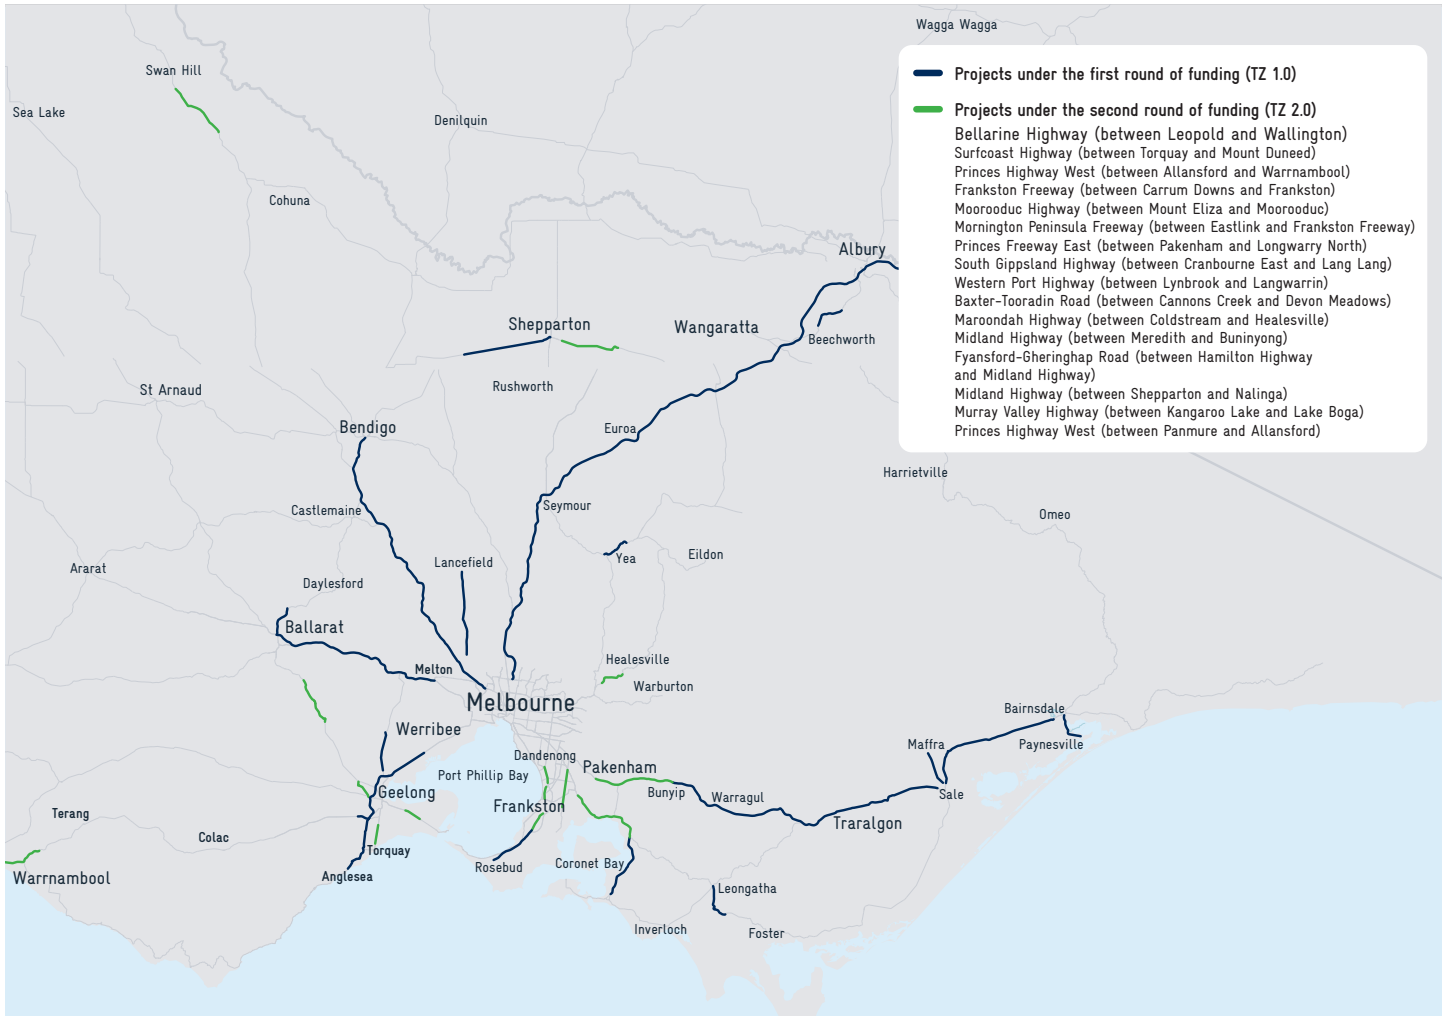 Wagga Wagga
Swan Hill
Sea Lake
Denilquin
Cohuna
Projects under the first round of funding (TZ 1.0)
Projects under the second round of funding (TZ 2.0)
Bellarine Highway (between Leopold and Wallington)
Surfcoast Highway (between Torquay and Mount Duneed)
Princes Highway West (between Allansford and Warrnambool)
Frankston Freeway (between Carrum Downs and Frankston)
Moorooduc Highway (between Mount Eliza and Moorooduc)
Mornington Peninsula Freeway (between Eastlink and Frankston Freeway)
Princes Freeway East (between Pakenham and Longwarry North)
South Gippsland Highway (between Cranbourne East and Lang Lang)
Western Port Highway (between Lynbrook and Langwarrin)
Baxter-Tooradin Road (between Cannons Creek and Devon Meadows)
Maroondah Highway (between Coldstream and Healesville)
Midland Highway (between Meredith and Buninyong)
Fyansford-Gheringhap Road (between Hamilton Highway
and Midland Highway)
Midland Highway (between Shepparton and Nalinga)
Murray Valley Highway (between Kangaroo Lake and Lake Boga)
Princes Highway West (between Panmure and Allansford)
Albury
Shepparton
Wangaratta
Beechworth
Rushworth
St Arnaud
Bendigo
Euroa
Harrietville
Castlemaine
Seymour
Omeo
Lancefield
Yea
Eildon
Ararat
Daylesford
Ballarat
Melton
Healesville
Warburton
Melbourne
Werribee
Bairnsdale
Maffra
Paynesville
Dandenong
Port Phillip Bay
Pakenham
Geelong
Frankston
Bunyip
Warragul
Sale
Terang
Colac
Traralgon
Torquay
Rosebud
Coronet Bay
Warrnambool
Anglesea
Leongatha
Inverloch
Foster